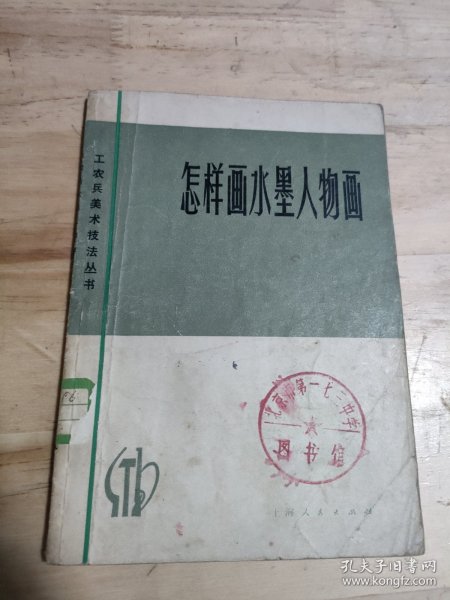 怎样画水墨人物画
工农兵美术技法丛书
北京市第一七三中学
图书馆
上海人民出版社
孔夫子旧书网
www.kongfz.com